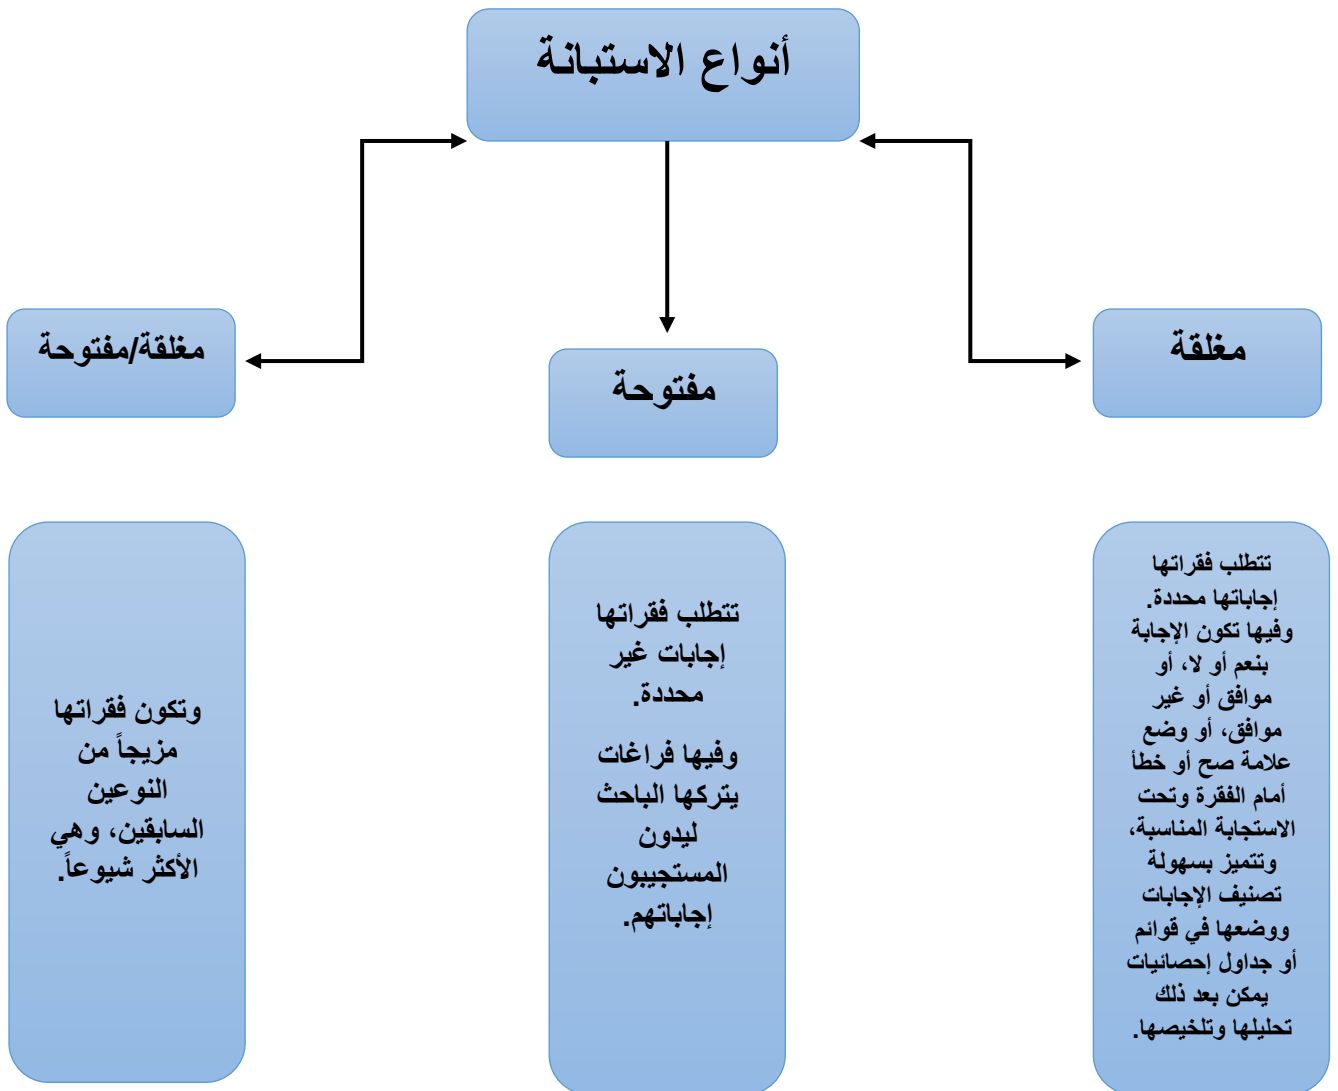 أنواع الاستبانة
مغلقة
مفتوحة
مغلقة/مفتوحة
تتطلب فقراتها
إجاباتها محددة.
وفيها تكون الإجابة
بنعم أو لا، أو
موافق أو غير
موافق، أو وضع
علامة صح أو خطأ
أمام الفقرة وتحت
الاستجابة المناسبة،
وتتميز بسهولة
تصنيف الإجابات
ووضعها في قوائم
أو جداول إحصائيات
يمكن بعد ذلك
تحليلها وتلخيصها.
تتطلب فقراتها
إجابات غير
محددة.
وفيها فراغات
يتركها الباحث
ليدون
المستجيبون
إجاباتهم.
وتكون فقراتها
مزيجاً من
النوعين
السابقين، وهي
الأكثر شيوعاً.